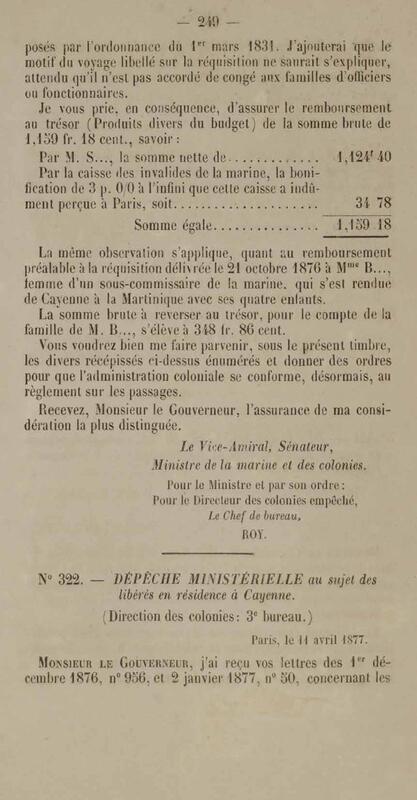 — 249 —
posés par l'ordonnance du 1er mars 1831. J'ajouterai que le
motif du voyage libellé sur la réquisition ne saurait s'expliquer,
attendu qu'il n'est pas accordé de congé aux familles d'officiers
ou fonctionnaires.
Je vous prie, en conséquence, d'assurer le remboursement
au trésor (Produits divers du budget) de la somme brute de
1,159 fr. 18 cent., savoir :
Par M. S..., la somme nette de............. 1,124f 40
Par la caisse des invalides de la marine, la boni-
fication de 3 p. 0/0 à l'infini que cette caisse a indû-
ment perçue à Paris, soit..................... 34 78
Somme égale............... 1,159 18
La même observation s'applique, quant au remboursement
préalable à la réquisition délivrée le 21 octobre 1876 à Mme B...,
femme d'un sous-commissaire de la marine, qui s'est rendue
de Cayenne à la Martinique avec ses quatre enfants.
La somme brute à reverser au trésor, pour le compte de la
famille de M. B..., s'élève à 348 fr. 86 cent.
Vous voudrez bien me faire parvenir, sous le présent timbre,
les divers récépissés ci-dessus énumérés et donner des ordres
pour que l'administration coloniale se conforme, désormais, au
règlement sur les passages.
Recevez, Monsieur le Gouverneur, l'assurance de ma consi-
dération la plus distinguée.
Le Vice-Amiral, Sénateur,
Ministre de la marine et des colonies.
Pour le Ministre et par son ordre :
Pour le Directeur des colonies empêché,
Le Chef de bureau,
ROY.
N° 322. — DÉPÊCHE MINISTÉRIELLE au sujet des
libérés en résidence à Cayenne.
(Direction des colonies : 3e bureau.)
Paris, le 11 avril 1877.
MONSIEUR LE GOUVERNEUR, j'ai reçu vos lettres des 1er dé-
cembre 1876, n° 956, et 2 janvier 1877, n° 50, concernant les